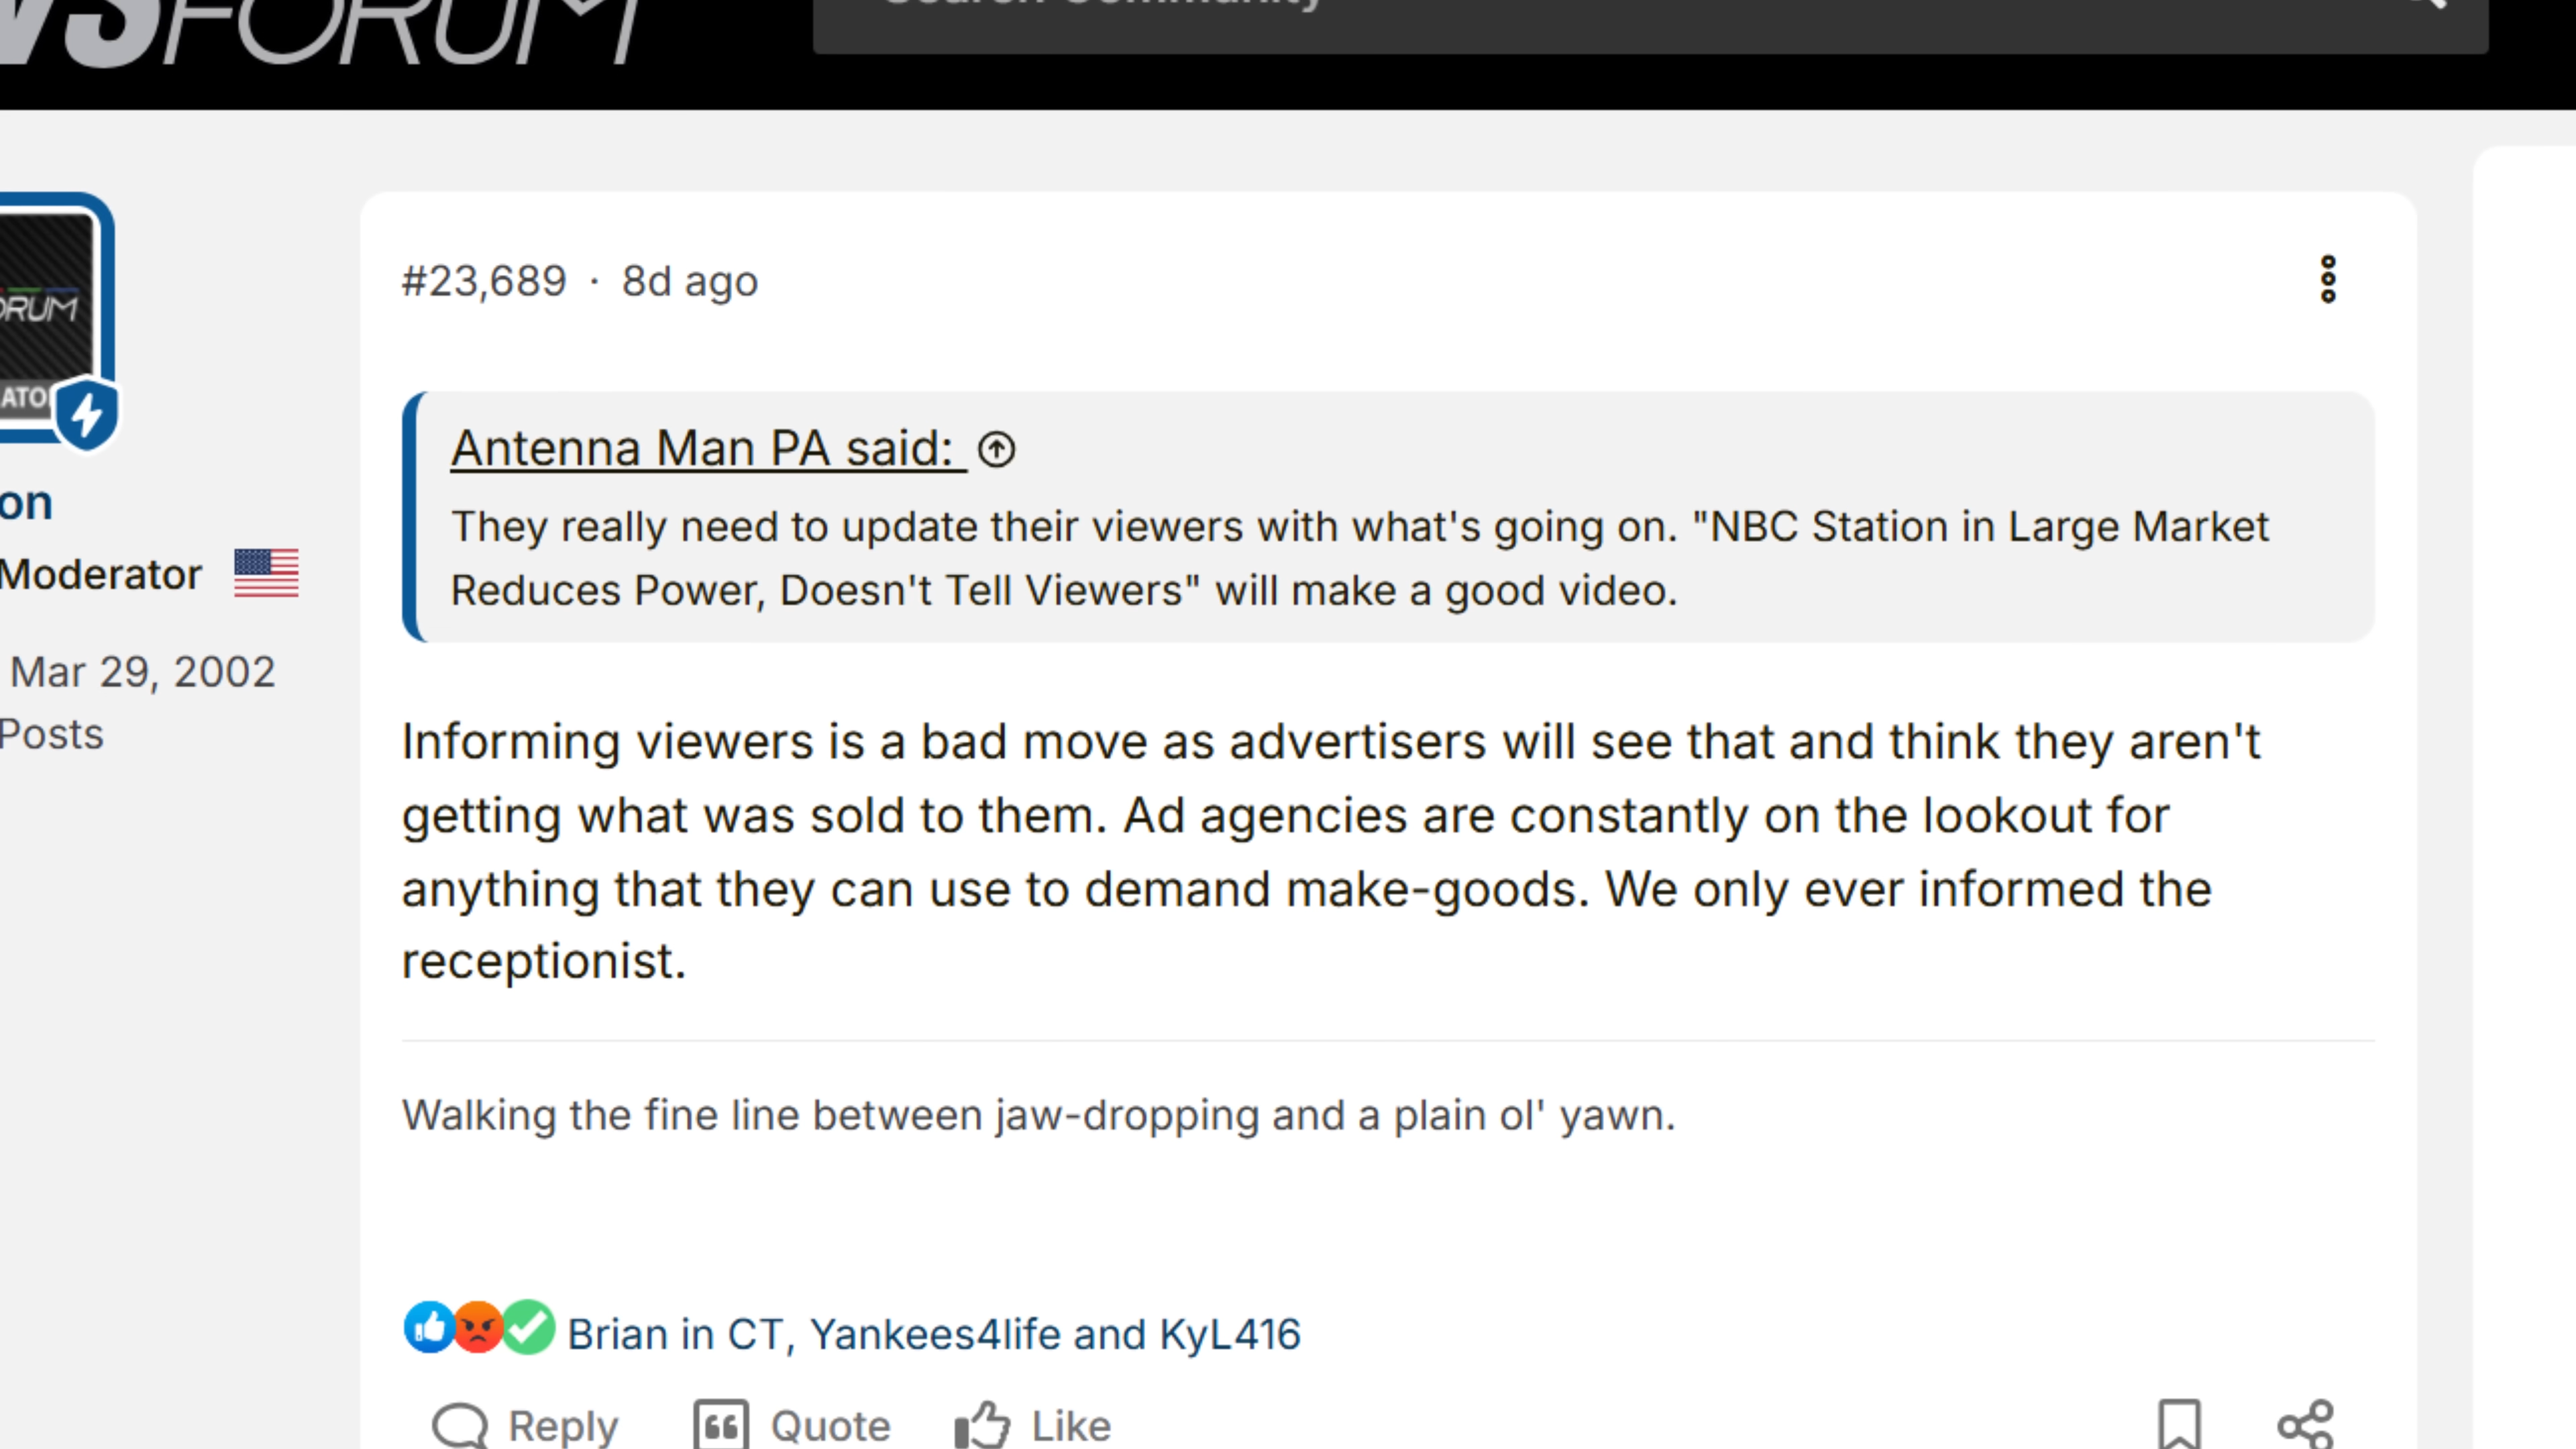 FORUM
#23,689 · 8d ago
Antenna Man PA said:
They really need to update their viewers with what's going on. "NBC Station in Large Market
Reduces Power, Doesn't Tell Viewers" will make a good video.
on
Moderator
Mar 29, 2002
Posts
Informing viewers is a bad move as advertisers will see that and think they aren't
getting what was sold to them. Ad agencies are constantly on the lookout for
anything that they can use to demand make-goods. We only ever informed the
receptionist.
Walking the fine line between jaw-dropping and a plain ol' yawn.
Brian in CT, Yankees4life and KyL416
Reply Quote Like